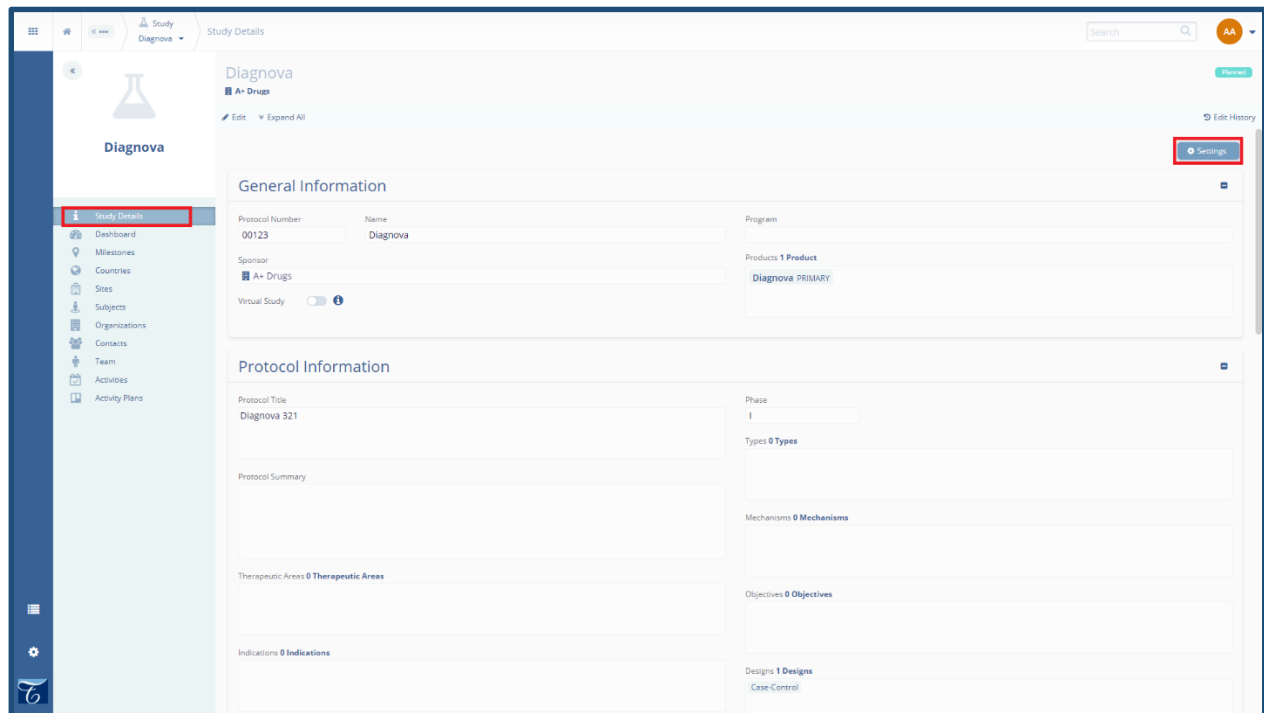 Study
Diagnova
Study Details
Search
AA
Diagnova
A+ Drugs
Planned
Edit
Expand All
Edit History
Diagnova
Settings
Study Details
Dashboard
Milestones
Countries
Sites
Subjects
Organizations
Contacts
Team
Activities
Activity Plans
General Information
Protocol Number
Name
Program
00123
Diagnova
Sponsor
Products 1 Product
A+ Drugs
Diagnova PRIMARY
Virtual Study
Protocol Information
Protocol Title
Phase
Diagnova 321
I
Types 0 Types
Protocol Summary
Mechanisms 0 Mechanisms
Therapeutic Areas 0 Therapeutic Areas
Objectives 0 Objectives
Indications 0 Indications
Designs 1 Designs
Case-Control